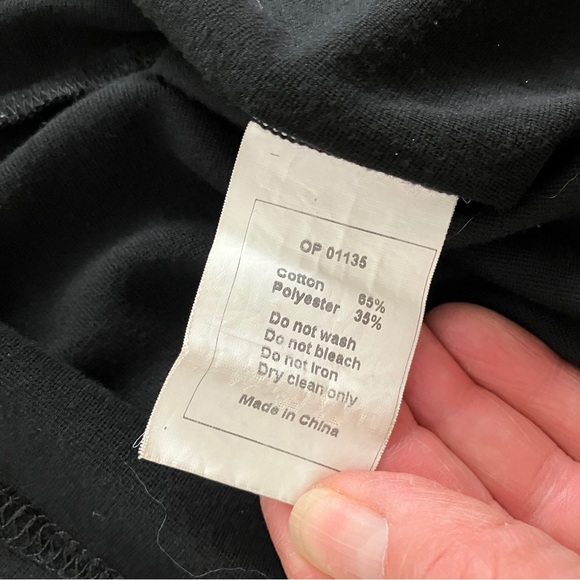 OP 01135
Cotton 65%
Polyester 35%
Do not wash
Do not bleach
Do not Iron
Dry clean only
Made in China